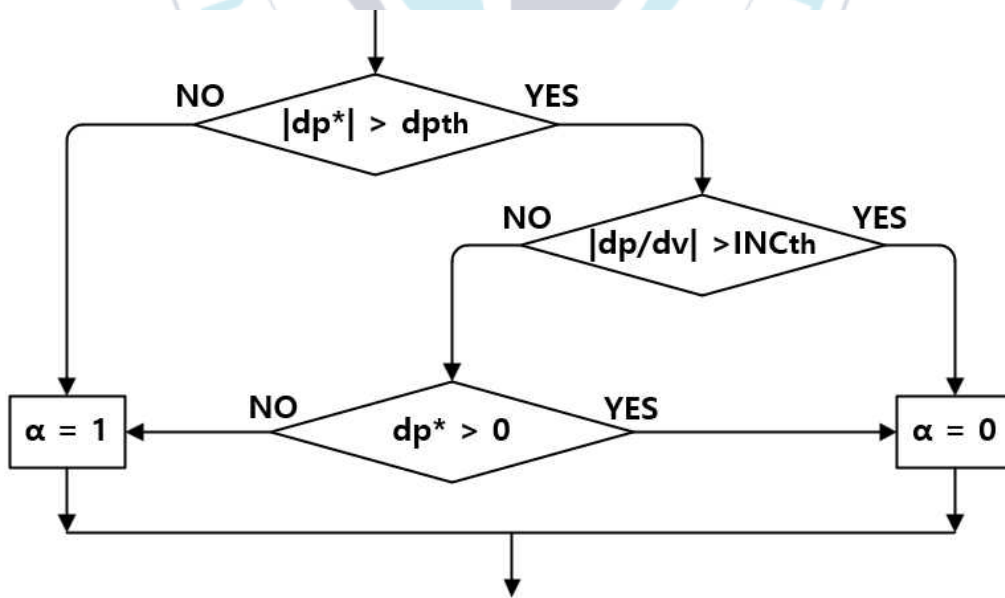 NO
YES
|dp*| > dpth
NO
YES
|dp/dv| >INCth
NO
YES
α = 1
dp* > 0
α = 0